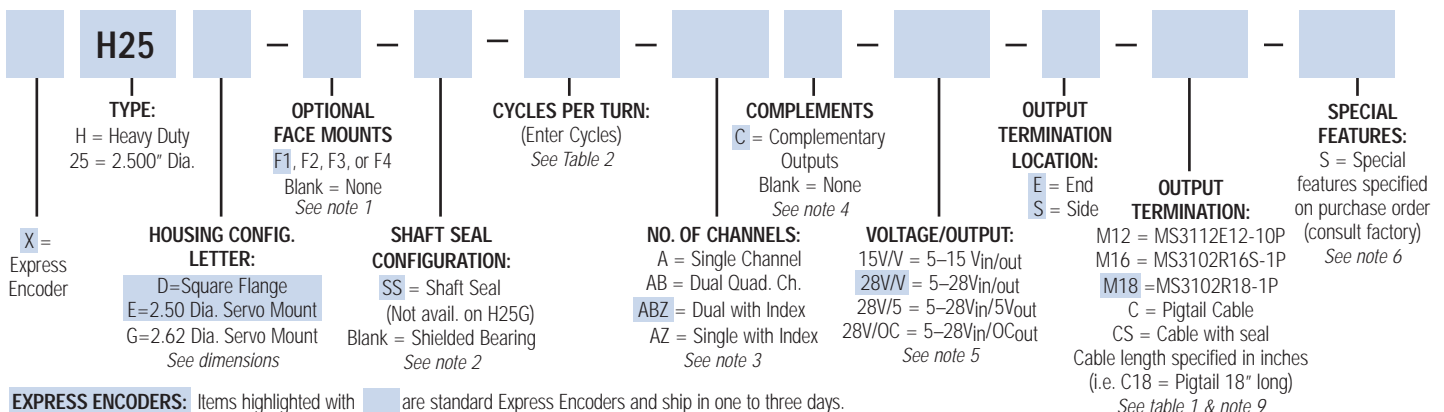 H25 – – – – – – – –
TYPE:
H = Heavy Duty
25 = 2.500" Dia.
OPTIONAL
FACE MOUNTS
F1, F2, F3, or F4
Blank = None
See note 1
CYCLES PER TURN:
(Enter Cycles)
See Table 2
COMPLEMENTS
C = Complementary
Outputs
Blank = None
See note 4
OUTPUT
TERMINATION
LOCATION:
E = End
S = Side
SPECIAL
FEATURES:
S = Special
features specified
on purchase order
(consult factory)
See note 6
X =
Express
Encoder
HOUSING CONFIG.
LETTER:
D=Square Flange
E=2.50 Dia. Servo Mount
G=2.62 Dia. Servo Mount
See dimensions
SHAFT SEAL
CONFIGURATION:
SS = Shaft Seal
(Not avail. on H25G)
Blank = Shielded Bearing
See note 2
NO. OF CHANNELS:
A = Single Channel
AB = Dual Quad. Ch.
ABZ = Dual with Index
AZ = Single with Index
See note 3
VOLTAGE/OUTPUT:
15V/V = 5–15 Vin/out
28V/V = 5–28Vin/out
28V/5 = 5–28Vin/5Vout
28V/OC = 5–28Vin/OCout
See note 5
OUTPUT
TERMINATION:
M12 = MS3112E12-10P
M16 = MS3102R16S-1P
M18 =MS3102R18-1P
C = Pigtail Cable
CS = Cable with seal
Cable length specified in inches
(i.e. C18 = Pigtail 18" long)
See table 1 & note 9
EXPRESS ENCODERS: Items highlighted with are standard Express Encoders and ship in one to three days.